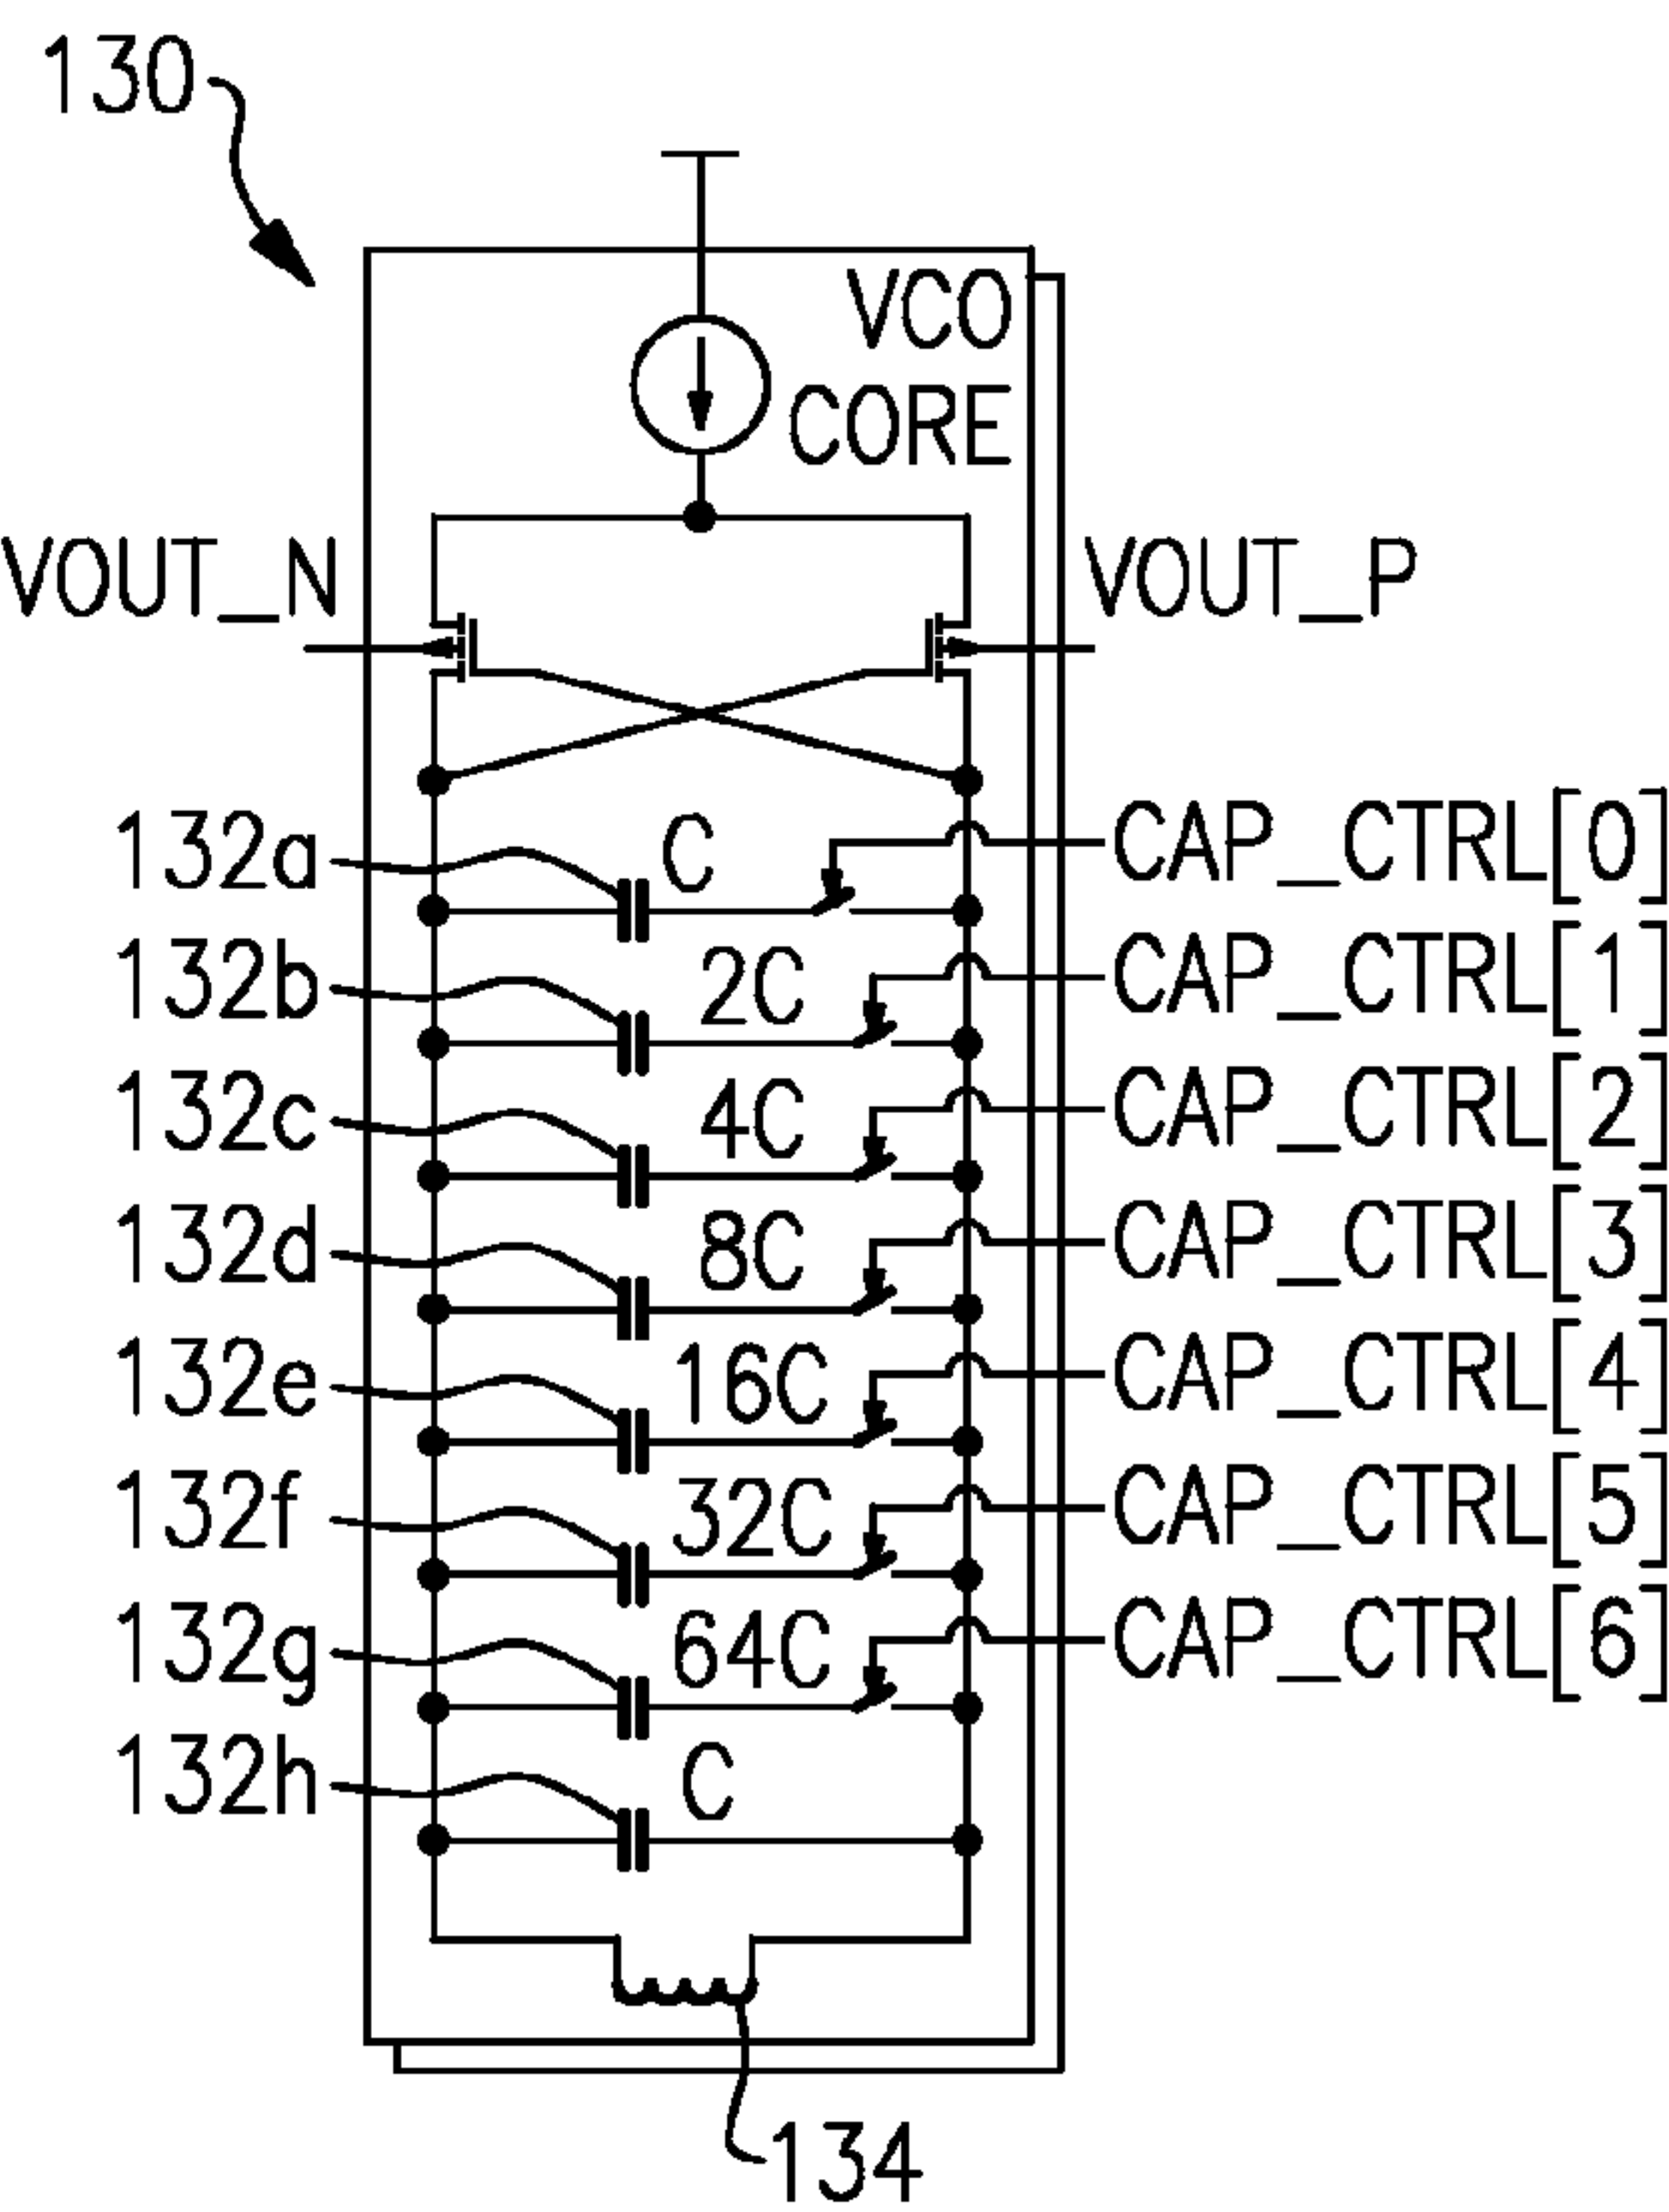 130
VCO
CORE
VOUT_N
VOUT_P
132a
C
CAP_CTRL[0]
132b
2C
CAP_CTRL[1]
132c
4C
CAP_CTRL[2]
132d
8C
CAP_CTRL[3]
132e
16C
CAP_CTRL[4]
132f
32C
CAP_CTRL[5]
132g
64C
CAP_CTRL[6]
132h
C
134